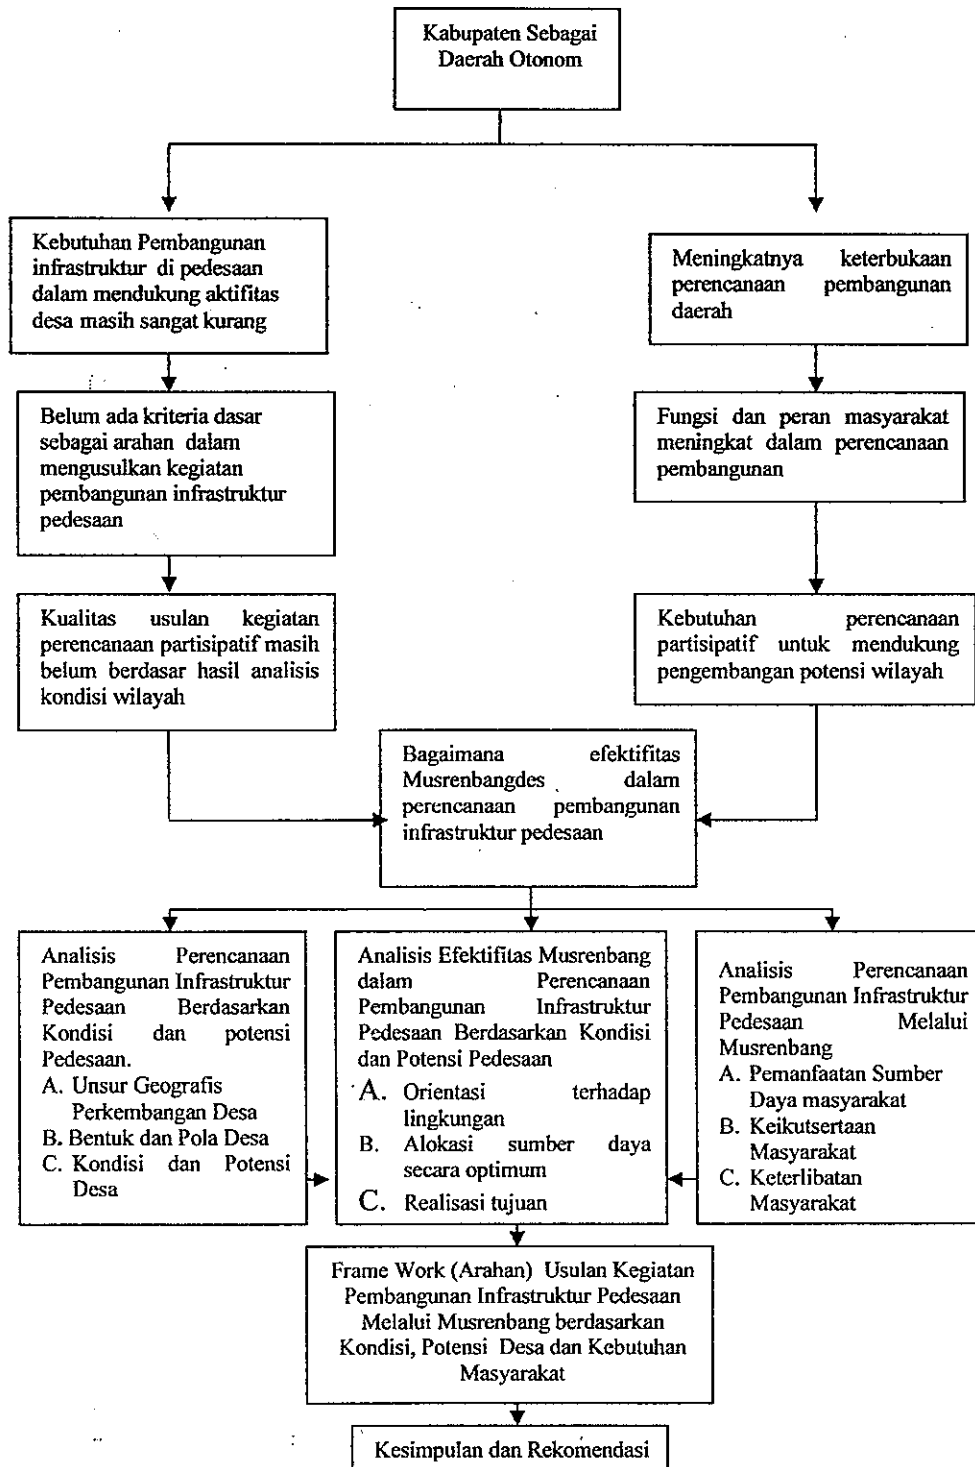 Kabupaten Sebagai
Daerah Otonom
Kebutuhan Pembangunan
infrastruktur di pedesaan
dalam mendukung aktifitas
desa masih sangat kurang
Meningkatnya keterbukaan
perencanaan pembangunan
daerah
Belum ada kriteria dasar
sebagai arahan dalam
mengusulkan kegiatan
pembangunan infrastruktur
pedesaan
Fungsi dan peran masyarakat
meningkat dalam perencanaan
pembangunan
Kualitas usulan kegiatan
perencanaan partisipatif masih
belum berdasar hasil analisis
kondisi wilayah
Kebutuhan perencanaan
partisipatif untuk mendukung
pengembangan potensi wilayah
Bagaimana efektifitas
Musrenbangdes dalam
perencanaan pembangunan
infrastruktur pedesaan
Analisis Perencanaan
Pembangunan Infrastruktur
Pedesaan Berdasarkan
Kondisi dan potensi
Pedesaan.
A. Unsur Geografis
Perkembangan Desa
B. Bentuk dan Pola Desa
C. Kondisi dan Potensi
Desa
Analisis Efektifitas Musrenbang
dalam Perencanaan
Pembangunan Infrastruktur
Pedesaan Berdasarkan Kondisi
dan Potensi Pedesaan
A. Orientasi terhadap
lingkungan
B. Alokasi sumber daya
secara optimum
C. Realisasi tujuan
Analisis Perencanaan
Pembangunan Infrastruktur
Pedesaan Melalui
Musrenbang
A. Pemanfaatan Sumber
Daya masyarakat
B. Keikutsertaan
Masyarakat
C. Keterlibatan
Masyarakat
Frame Work (Arahan) Usulan Kegiatan
Pembangunan Infrastruktur Pedesaan
Melalui Musrenbang berdasarkan
Kondisi, Potensi Desa dan Kebutuhan
Masyarakat
Kesimpulan dan Rekomendasi